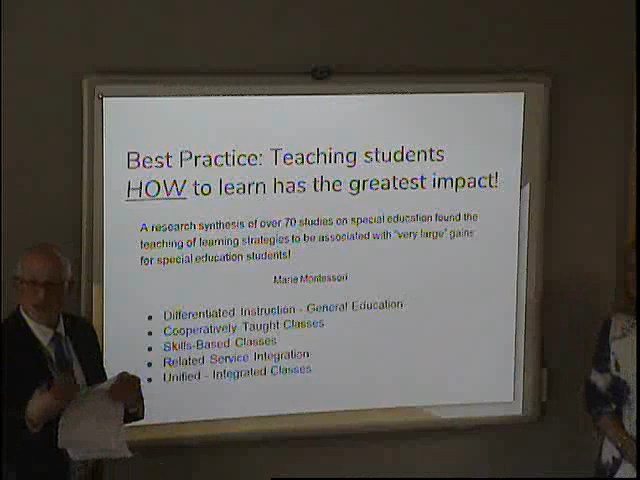 Best Practice: Teaching students
HOW to learn has the greatest impact!
A research synthesis of over 70 studies on special education found the
teaching of learning strategies to be associated with "very large" gains
for special education students!
Marie Montessori
• Differentiated Instruction - General Education
• Cooperatively Taught Classes
• Skills-Based Classes
• Related Service Integration
• Unified - Integrated Classes